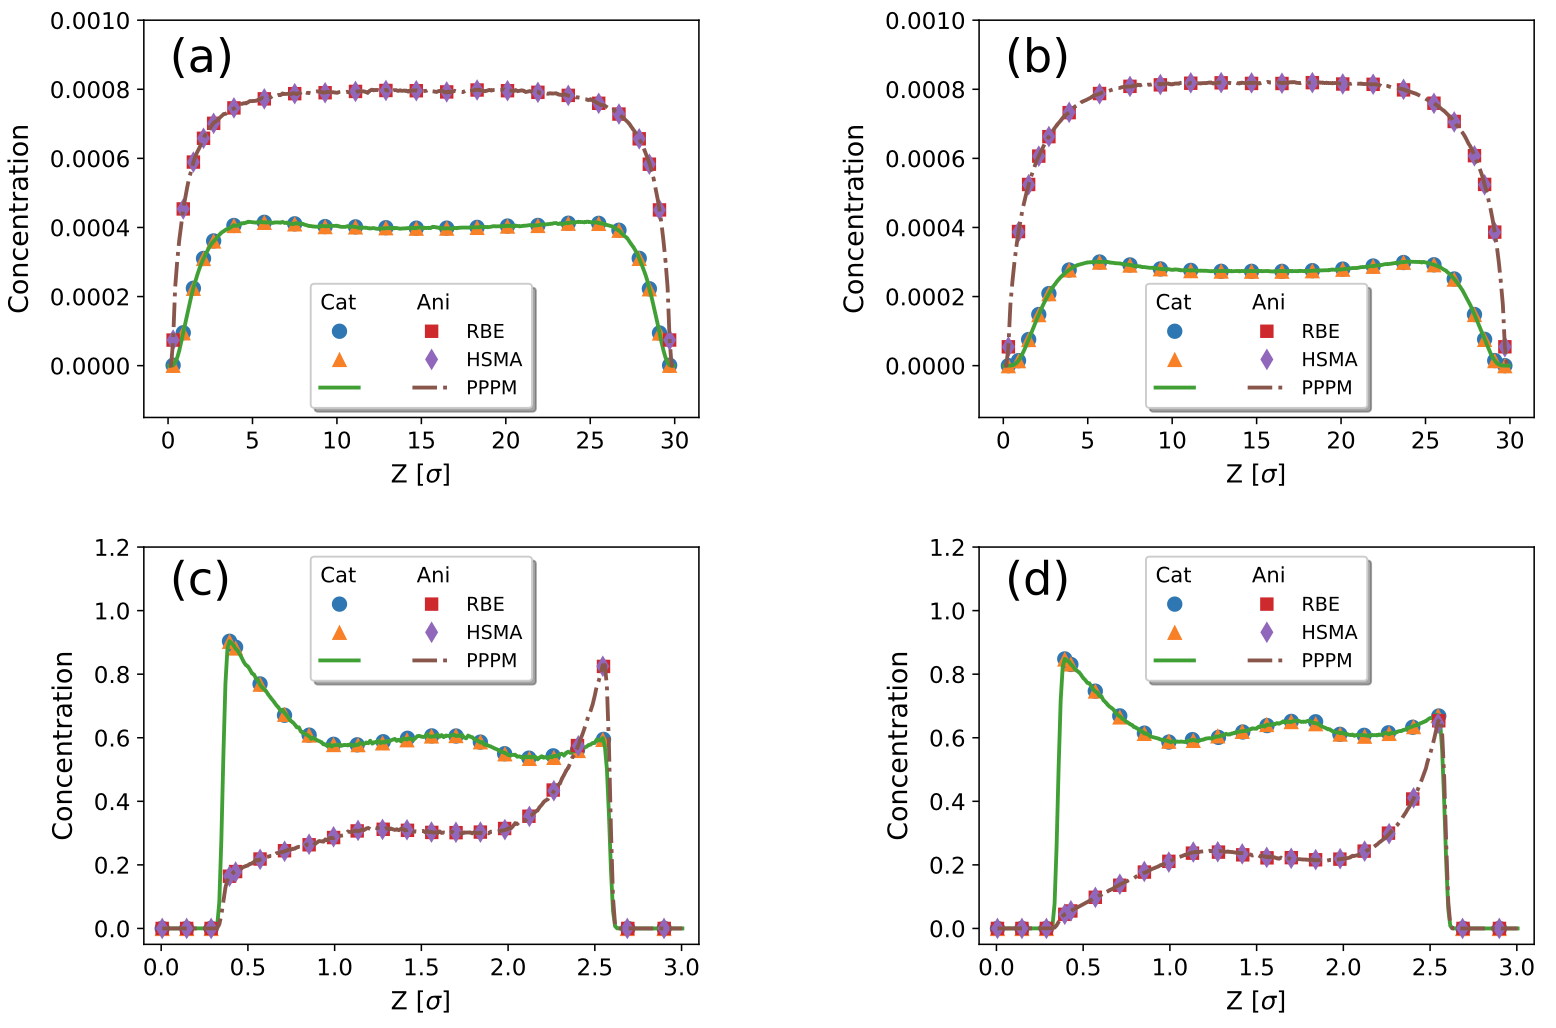 (a)
Concentration
0.0010
0.0008
0.0006
0.0004
0.0002
0.0000
Cat Ani
RBE
HSMA
PPPM
0 5 10 15 20 25 30
Z [σ]
(b)
Concentration
0.0010
0.0008
0.0006
0.0004
0.0002
0.0000
Cat Ani
RBE
HSMA
PPPM
0 5 10 15 20 25 30
Z [σ]
(c)
Concentration
1.2
1.0
0.8
0.6
0.4
0.2
0.0
Cat Ani
RBE
HSMA
PPPM
0.0 0.5 1.0 1.5 2.0 2.5 3.0
Z [σ]
(d)
Concentration
1.2
1.0
0.8
0.6
0.4
0.2
0.0
Cat Ani
RBE
HSMA
PPPM
0.0 0.5 1.0 1.5 2.0 2.5 3.0
Z [σ]